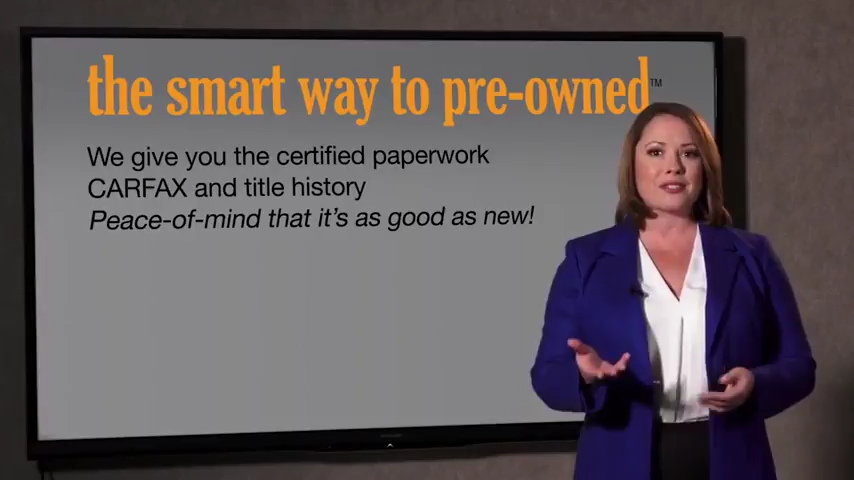 the smart way to pre-owned™
We give you the certified paperwork
CARFAX and title history
Peace-of-mind that it's as good as new!